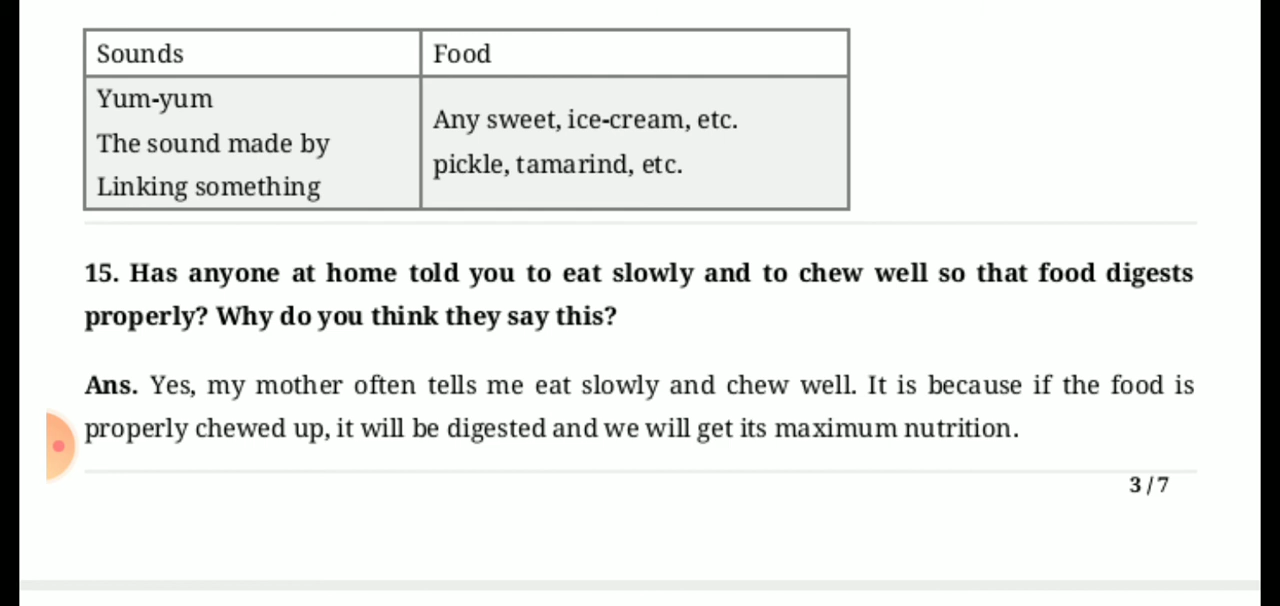 Sounds Food
Yum-yum
The sound made by
Linking something
Any sweet, ice-cream, etc.
pickle, tamarind, etc.
15. Has anyone at home told you to eat slowly and to chew well so that food digests
properly? Why do you think they say this?
Ans. Yes, my mother often tells me eat slowly and chew well. It is because if the food is
properly chewed up, it will be digested and we will get its maximum nutrition.
3 / 7